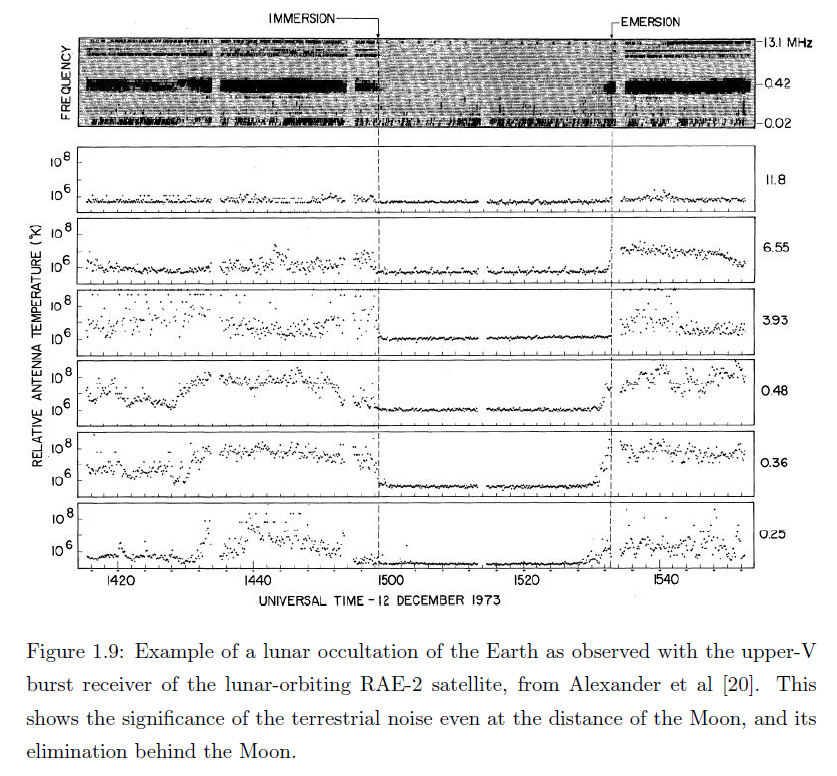 IMMERSION
EMERSION
FREQUENCY
13.1 MHz
0.42
0.02
RELATIVE ANTENNA TEMPERATURE (°K)
10⁸
10⁶
11.8
10⁸
10⁶
6.55
10⁸
10⁶
3.93
10⁸
10⁶
0.48
10⁸
10⁶
0.36
10⁸
10⁶
0.25
1420 1440 1500 1520 1540
UNIVERSAL TIME - 12 DECEMBER 1973
Figure 1.9: Example of a lunar occultation of the Earth as observed with the upper-V
burst receiver of the lunar-orbiting RAE-2 satellite, from Alexander et al [20]. This
shows the significance of the terrestrial noise even at the distance of the Moon, and its
elimination behind the Moon.